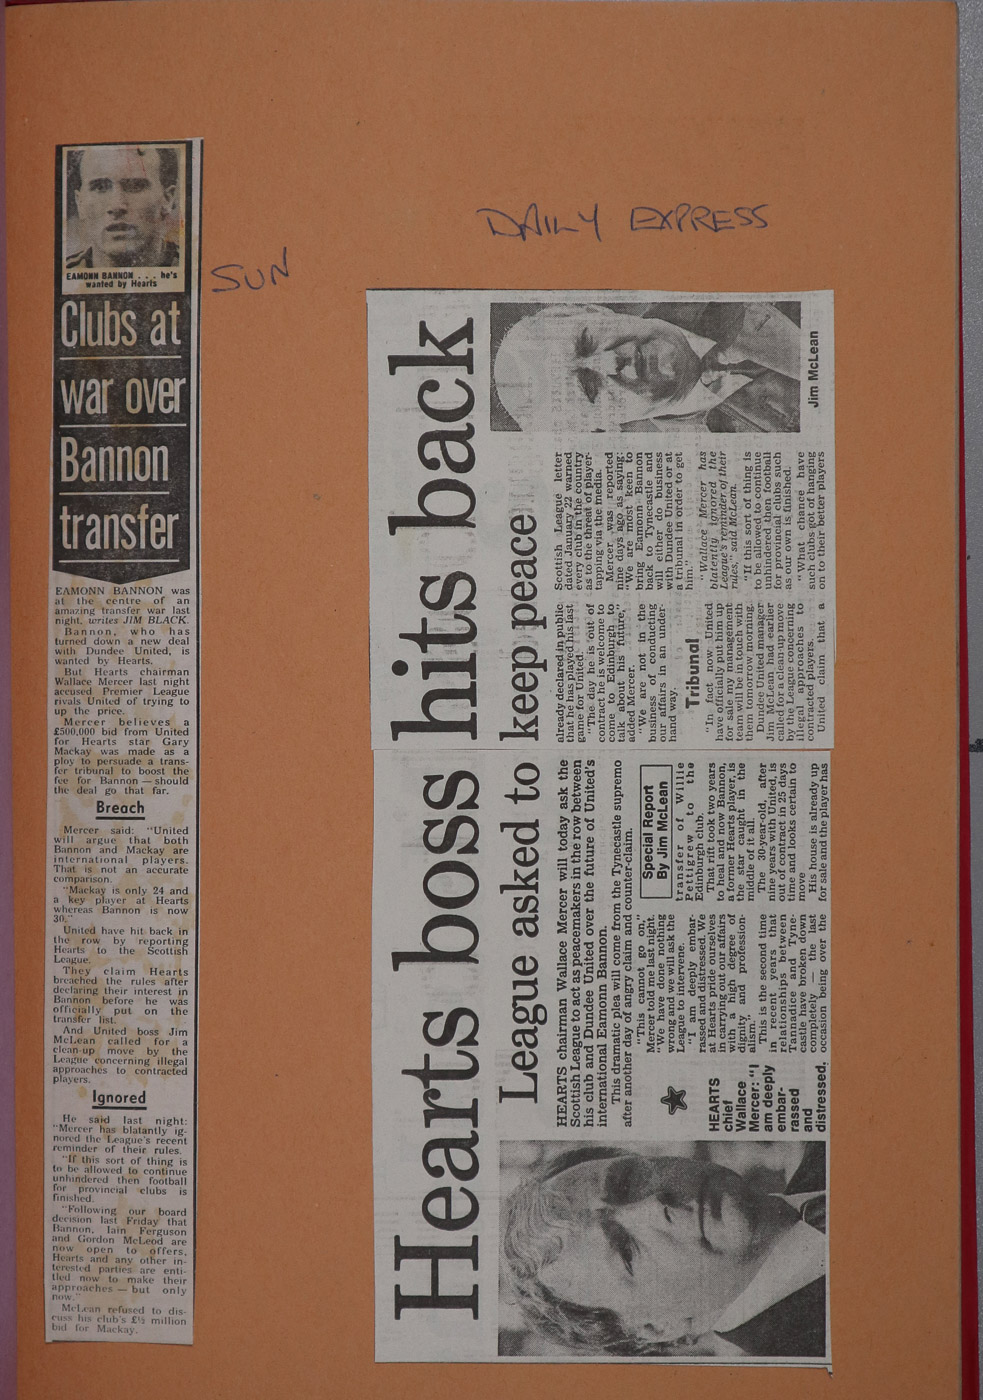 EAMONN BANNON . . . he's
wanted by Hearts
Clubs at
war over
Bannon
transfer
EAMONN BANNON was
at the centre of an
amazing transfer war last
night, writes JIM BLACK.
Bannon, who has
turned down a new deal
with Dundee United, is
wanted by Hearts.
But Hearts chairman
Wallace Mercer last night
accused Premier League
rivals United of trying to
up the price.
Mercer believes a
£500,000 bid from United
for Hearts star Gary
Mackay was made as a
ploy to persuade a trans-
fer tribunal to boost the
fee for Bannon — should
the deal go that far.
Breach
Mercer said: "United
will argue that both
Bannon and Mackay are
international players.
That is not an accurate
comparison.
"Mackay is only 24 and
a key player at Hearts
whereas Bannon is now
30."
United have hit back in
the row by reporting
Hearts to the Scottish
League.
They claim Hearts
breached the rules after
declaring their interest in
Bannon before he was
officially put on the
transfer list.
And United boss Jim
McLean called for a
clean-up move by the
League concerning illegal
approaches to contracted
players.
Ignored
He said last night:
"Mercer has blatantly ig-
nored the League's recent
reminder of their rules.
"If this sort of thing is
to be allowed to continue
unhindered then football
for provincial clubs is
finished.
"Following our board
decision last Friday that
Bannon, Iain Ferguson
and Gordon McLeod are
now open to offers,
Hearts and any other in-
terested parties are enti-
tled now to make their
approaches — but only
now."
McLean refused to dis-
cuss his club's £½ million
bid for Mackay.
SUN
DAILY EXPRESS
Hearts boss hits back
League asked to keep peace
HEARTS chairman Wallace Mercer will today ask the
Scottish League to act as peacemakers in the row between
his club and Dundee United over the future of United's
international Eamonn Bannon.
This dramatic plea will come from the Tynecastle supremo
after another day of angry claim and counter-claim.
HEARTS
chief
Wallace
Mercer: "I
am deeply
embar-
rassed
and
distressed.
"This cannot go on,"
Mercer told me last night.
"We have done nothing
wrong and we will ask the
League to intervene.
"I am deeply embar-
rassed and distressed. We
at Hearts pride ourselves
in carrying out our affairs
with a high degree of
dignity and profession-
alism."
This is the second time
in recent years that
relationships between
Tannadice and Tyne-
castle have broken down
completely — the last
occasion being over the
Special Report
By Jim McLean
transfer of Willie
Pettigrew to the
Edinburgh club.
That rift took two years
to heal and now Bannon,
a former Hearts player, is
the star caught in the
middle of it all.
The 30-year-old, after
nine years with United, is
out of contract in 25 days
time and looks certain to
move
His house is already up
for sale and the player has
already declared in public
that he has played his last
game for United.
"The day he is out of
contract he is welcome to
come to Edinburgh to
talk about his future,"
added Mercer.
"We are not in the
business of conducting
our affairs in an under-
hand way.
Tribunal
"In fact now United
have officially put him up
for sale my management
team will be in touch with
them tomorrow morning.
Dundee United manager
Jim McLean had earlier
called for a clean-up move
by the League concerning
illegal approaches to
contracted players.
United claim that a
Scottish League letter
dated January 22 warned
every club in the country
as to the threat of player-
tapping via the media.
Mercer was reported
nine days ago as saying:
"We are most keen to
bring Eamonn Bannon
back to Tynecastle and
will either do business
with Dundee United or at
a tribunal in order to get
him."
"Wallace Mercer has
blatently ignored the
League's reminder of their
rules," said McLean.
"If this sort of thing is
to be allowed to continue
unhindered then football
for provincial clubs such
as our own is finished.
"What chance have
such clubs got of hanging
on to their better players
Jim McLean